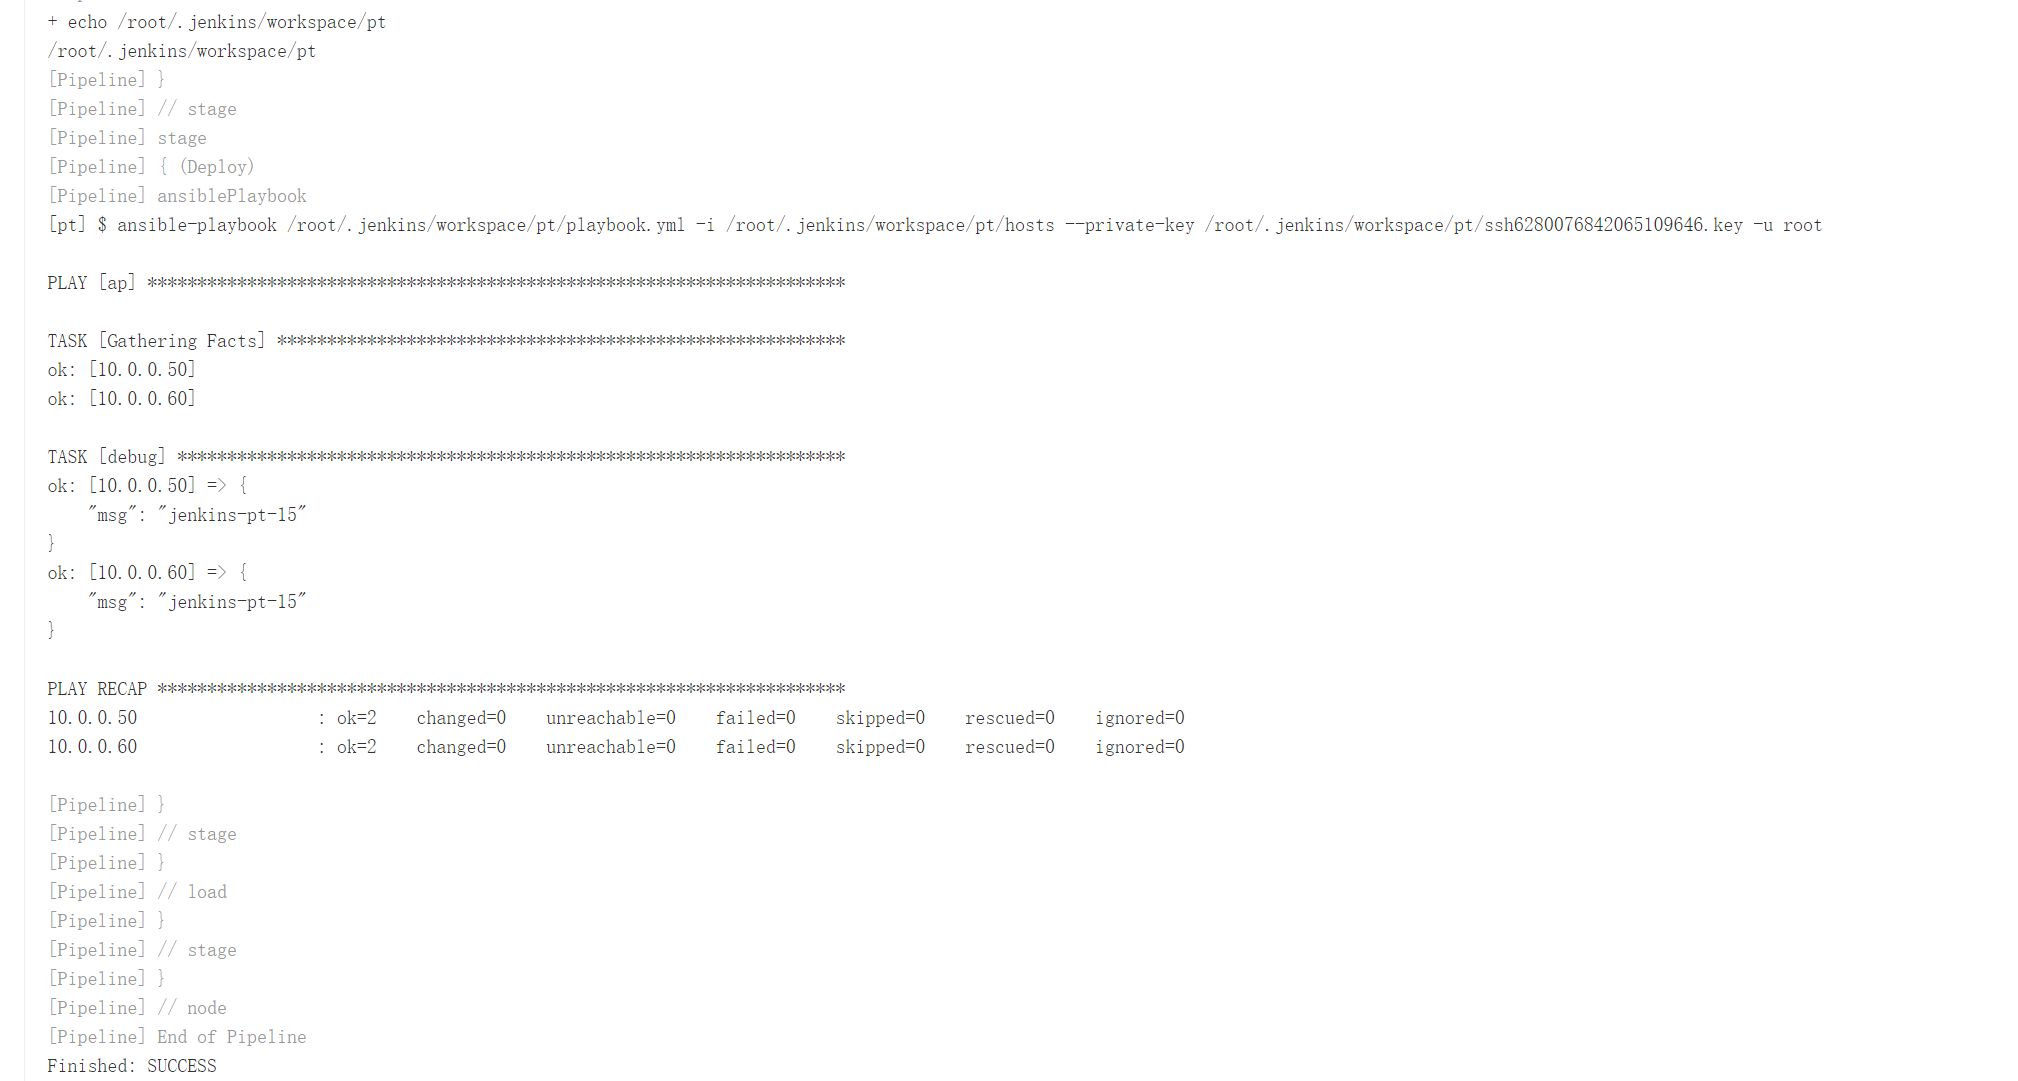 + echo /root/.jenkins/workspace/pt
/root/.jenkins/workspace/pt
[Pipeline] }
[Pipeline] // stage
[Pipeline] stage
[Pipeline] { (Deploy)
[Pipeline] ansiblePlaybook
[pt] $ ansible-playbook /root/.jenkins/workspace/pt/playbook.yml -i /root/.jenkins/workspace/pt/hosts --private-key /root/.jenkins/workspace/pt/ssh6280076842065109646.key -u root
PLAY [ap] **********************************************************************
TASK [Gathering Facts] *********************************************************
ok: [10.0.0.50]
ok: [10.0.0.60]
TASK [debug] *******************************************************************
ok: [10.0.0.50] => {
    "msg": "jenkins-pt-15"
}
ok: [10.0.0.60] => {
    "msg": "jenkins-pt-15"
}
PLAY RECAP *********************************************************************
10.0.0.50                  : ok=2    changed=0    unreachable=0    failed=0    skipped=0    rescued=0    ignored=0
10.0.0.60                  : ok=2    changed=0    unreachable=0    failed=0    skipped=0    rescued=0    ignored=0
[Pipeline] }
[Pipeline] // stage
[Pipeline] }
[Pipeline] // load
[Pipeline] }
[Pipeline] // stage
[Pipeline] }
[Pipeline] // node
[Pipeline] End of Pipeline
Finished: SUCCESS